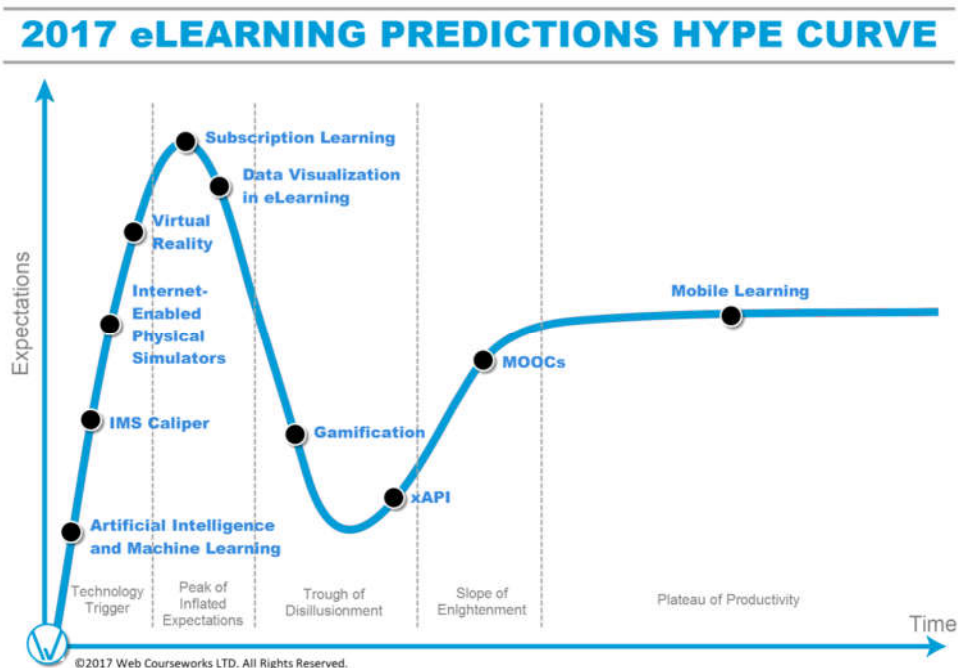 2017 eLEARNING PREDICTIONS HYPE CURVE
Subscription Learning
Data Visualization
in eLearning
Virtual
Reality
Internet-
Enabled
Physical
Simulators
Mobile Learning
MOOCs
IMS Caliper
Gamification
xAPI
Artificial Intelligence
and Machine Learning
Expectations
Technology
Trigger
Peak of
Inflated
Expectations
Trough of
Disillusionment
Slope of
Enlightenment
Plateau of Productivity
Time
W
©2017 Web Courseworks LTD. All Rights Reserved.